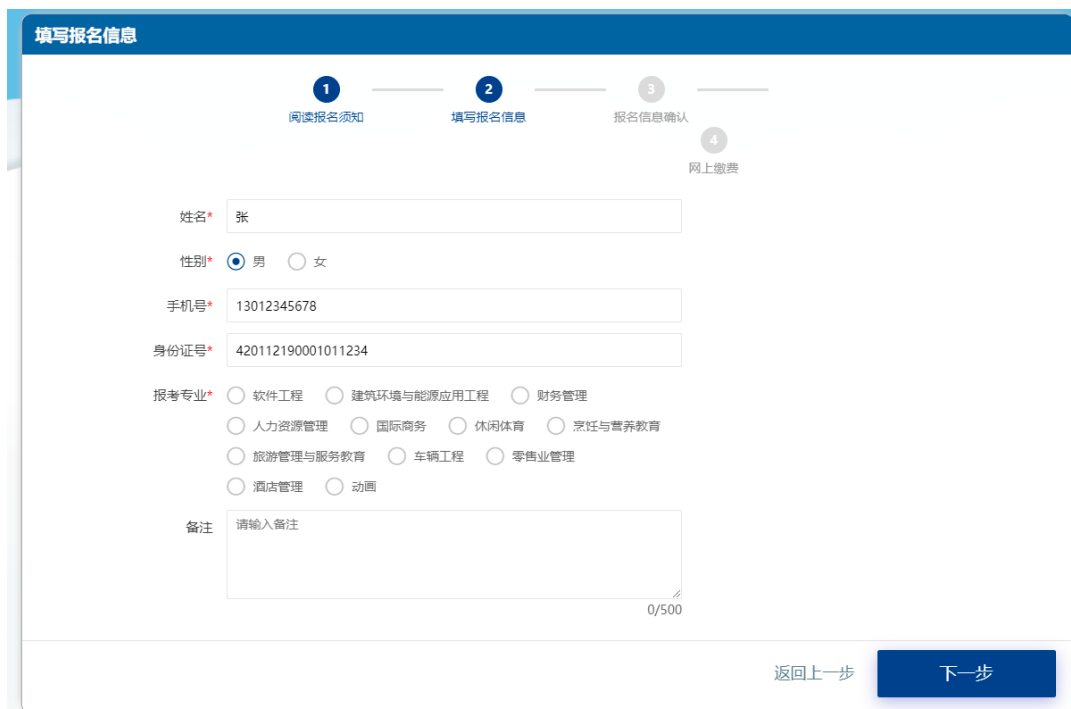 填写报名信息
1 2 3
阅读报名须知 填写报名信息 报名信息确认
4
网上缴费
姓名* 张
性别* 男 女
手机号* 13012345678
身份证号* 420112190001011234
报考专业* 软件工程 建筑环境与能源应用工程 财务管理
人力资源管理 国际商务 休闲体育 烹饪与营养教育
旅游管理与服务教育 车辆工程 零售业管理
酒店管理 动画
备注 请输入备注
0/500
返回上一步 下一步